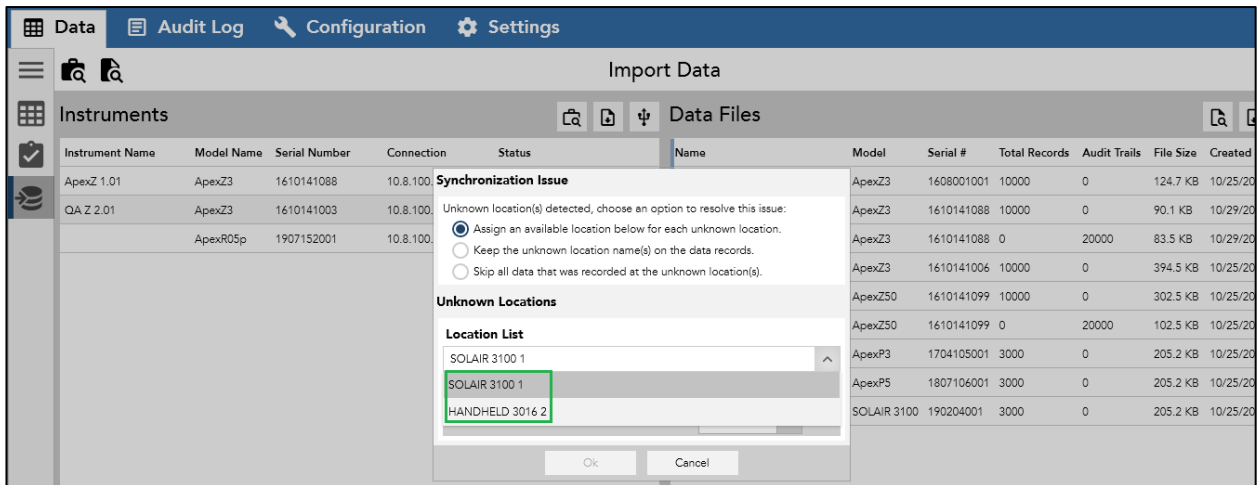 Data Audit Log Configuration Settings
Import Data
Instruments
Instrument Name Model Name Serial Number Connection Status
ApexZ 1.01 ApexZ3 1610141088 10.8.100.
QA Z 2.01 ApexZ3 1610141003 10.8.100.
ApexR05p 1907152001 10.8.100.
Data Files
Name Model Serial # Total Records Audit Trails File Size Created
ApexZ3 1608001001 10000 0 124.7 KB 10/25/20
ApexZ3 1610141088 10000 0 90.1 KB 10/29/20
ApexZ3 1610141088 0 20000 83.5 KB 10/29/20
ApexZ3 1610141006 10000 0 394.5 KB 10/25/20
ApexZ50 1610141099 10000 0 302.5 KB 10/25/20
ApexZ50 1610141099 0 20000 102.5 KB 10/25/20
ApexP3 1704105001 3000 0 205.2 KB 10/25/20
ApexP5 1807106001 3000 0 205.2 KB 10/25/20
SOLAIR 3100 190204001 3000 0 205.2 KB 10/25/20
Synchronization Issue
Unknown location(s) detected, choose an option to resolve this issue:
Assign an available location below for each unknown location.
Keep the unknown location name(s) on the data records.
Skip all data that was recorded at the unknown location(s).
Unknown Locations
Location List
SOLAIR 3100 1
SOLAIR 3100 1
HANDHELD 3016 2
Ok Cancel